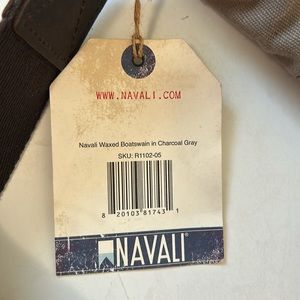 WWW.NAVALI.COM
Navali Waxed Boatswain in Charcoal Gray
SKU: R1102-05
8 20103 81743 1
NAVALI®